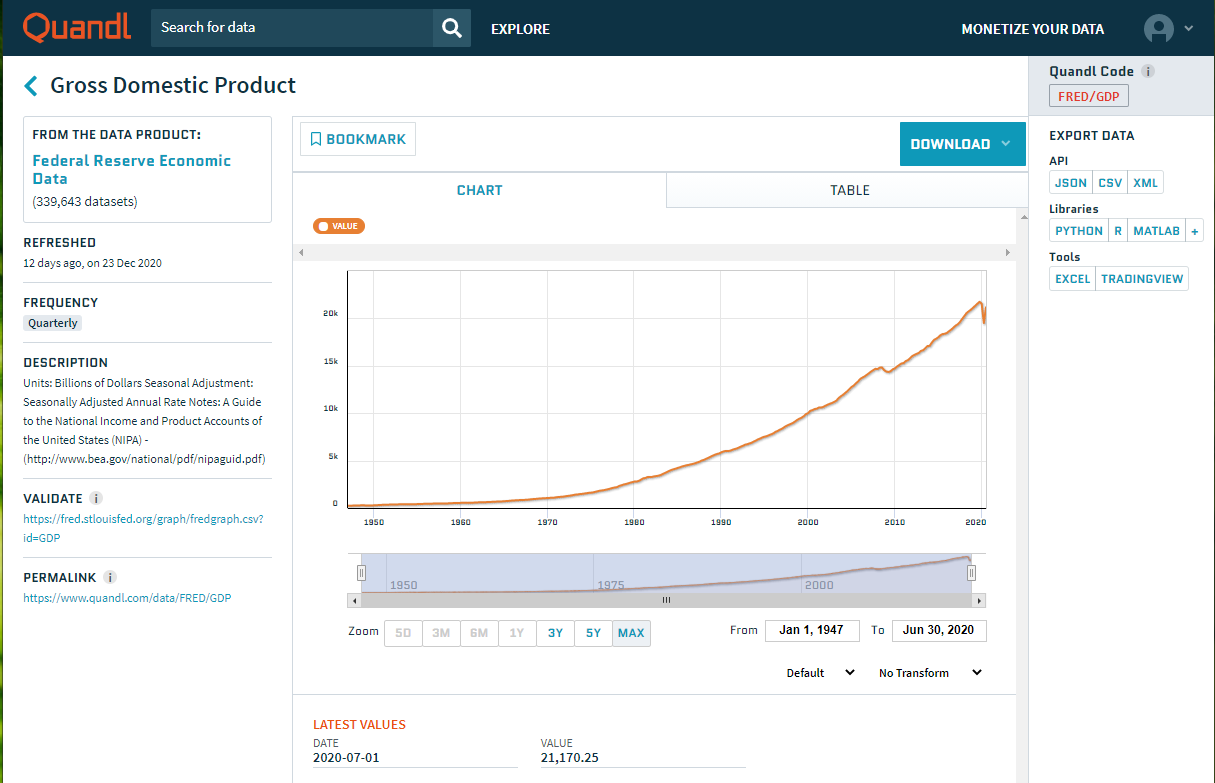 Quandl
Search for data
EXPLORE
MONETIZE YOUR DATA
Gross Domestic Product
FROM THE DATA PRODUCT:
Federal Reserve Economic
Data
(339,643 datasets)
REFRESHED
12 days ago, on 23 Dec 2020
FREQUENCY
Quarterly
DESCRIPTION
Units: Billions of Dollars Seasonal Adjustment:
Seasonally Adjusted Annual Rate Notes: A Guide
to the National Income and Product Accounts of
the United States (NIPA) -
(http://www.bea.gov/national/pdf/nipaguid.pdf)
VALIDATE i
https://fred.stlouisfed.org/graph/fredgraph.csv?
id=GDP
PERMALINK i
https://www.quandl.com/data/FRED/GDP
BOOKMARK
DOWNLOAD
CHART
TABLE
VALUE
20k
15k
10k
5k
0
1950 1960 1970 1980 1990 2000 2010 2020
1950 1975 2000
Zoom 5D 3M 6M 1Y 3Y 5Y MAX
From Jan 1, 1947 To Jun 30, 2020
Default No Transform
LATEST VALUES
DATE VALUE
2020-07-01 21,170.25
Quandl Code i
FRED/GDP
EXPORT DATA
API
JSON CSV XML
Libraries
PYTHON R MATLAB +
Tools
EXCEL TRADINGVIEW